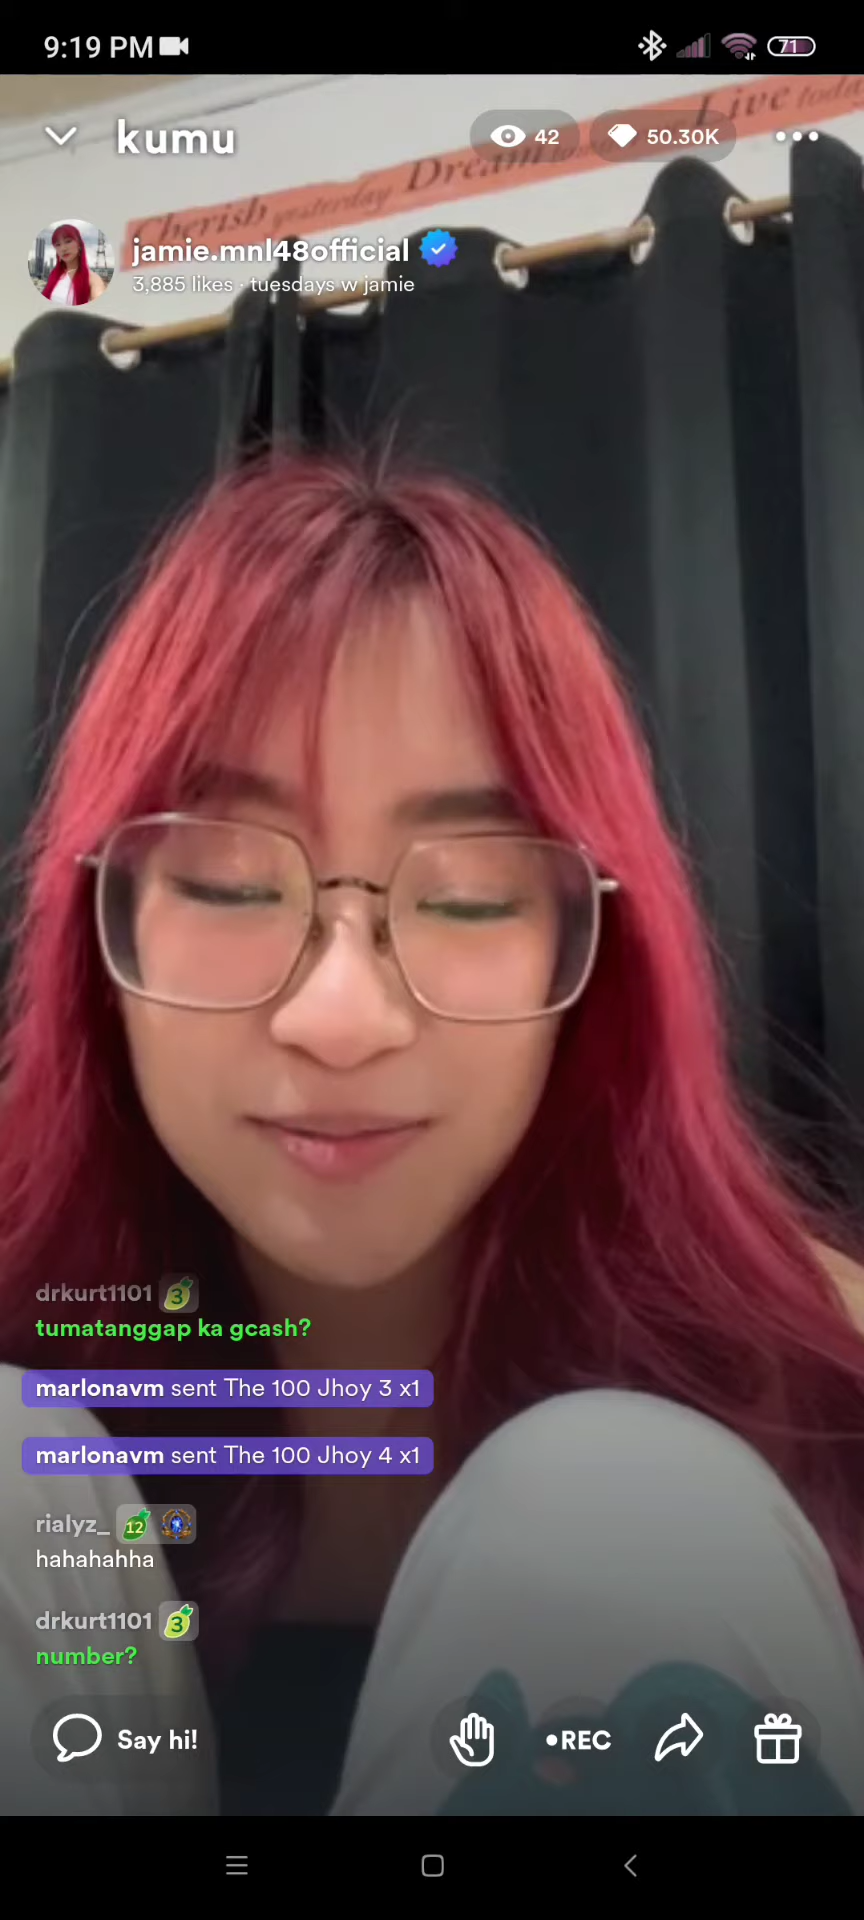 9:19 PM
71
kumu
42
50.30K
Cherish yesterday Dream Live today
jamie.mnl48official
3,885 likes · tuesdays w jamie
drkurt1101 3
tumatanggap ka gcash?
marlonavm sent The 100 Jhoy 3 x1
marlonavm sent The 100 Jhoy 4 x1
rialyz_ 12
hahahahha
drkurt1101 3
number?
Say hi!
•REC